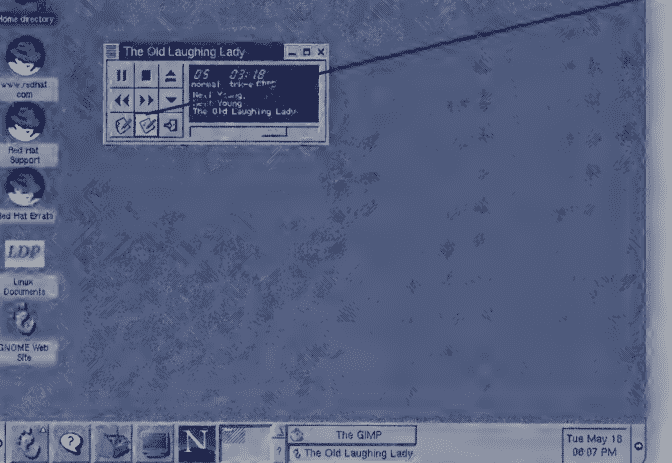 Home directory
www.redhat.
com
Red Hat
Support
Red Hat Errata
LDP
Linux
Documents
GNOME Web
Site
The Old Laughing Lady
05 03:18
normal
Neil Young,
Neil Young
The Old Laughing Lady
N
The GIMP
The Old Laughing Lady
Tue May 18
06:07 PM